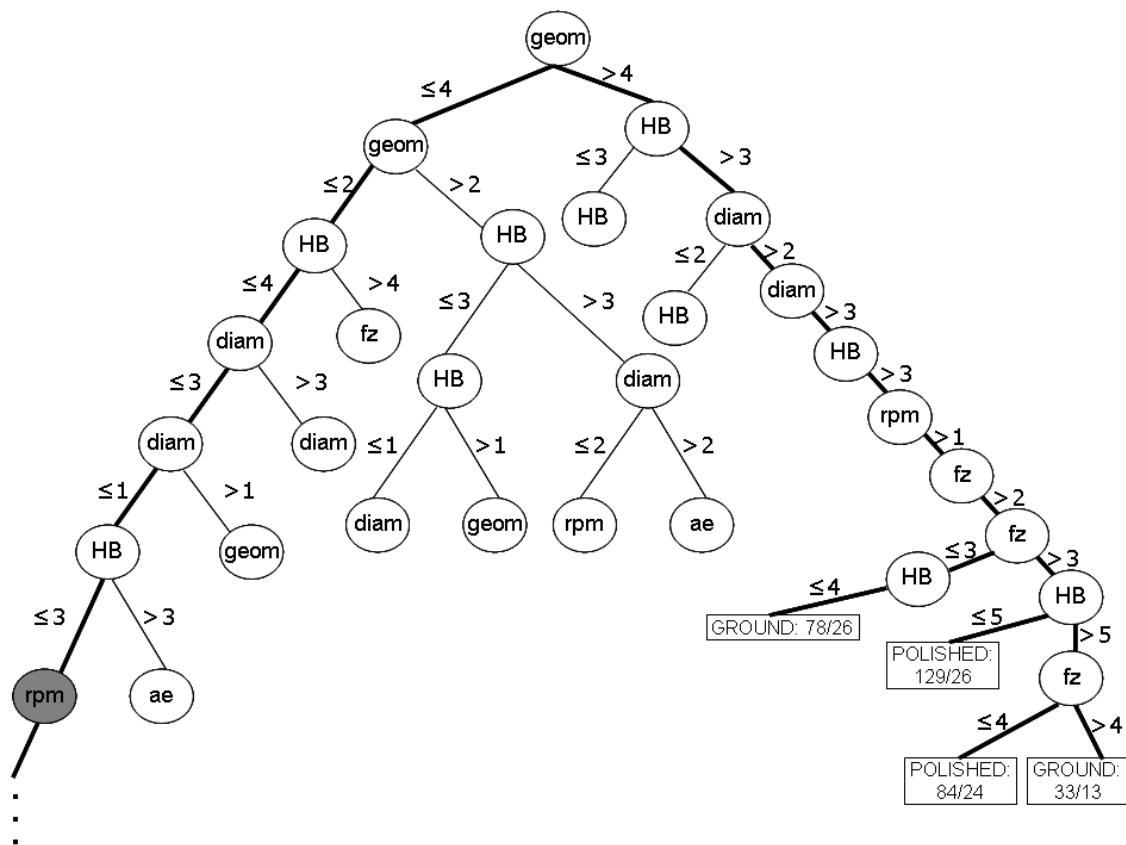 geom
≤4
>4
geom
HB
≤3
>3
≤2
>2
HB
diam
HB
HB
≤2
>2
≤4
>4
HB
diam
>3
diam
fz
≤3
>3
HB
>3
≤3
>3
HB
diam
rpm
>1
diam
diam
≤1
>1
≤2
>2
fz
≤1
>1
>2
diam
geom
rpm
ae
fz
HB
geom
≤3
>3
≤4
HB
HB
≤3
>3
GROUND: 78/26
≤5
>5
POLISHED:
129/26
rpm
ae
fz
≤4
>4
POLISHED:
84/24
GROUND:
33/13